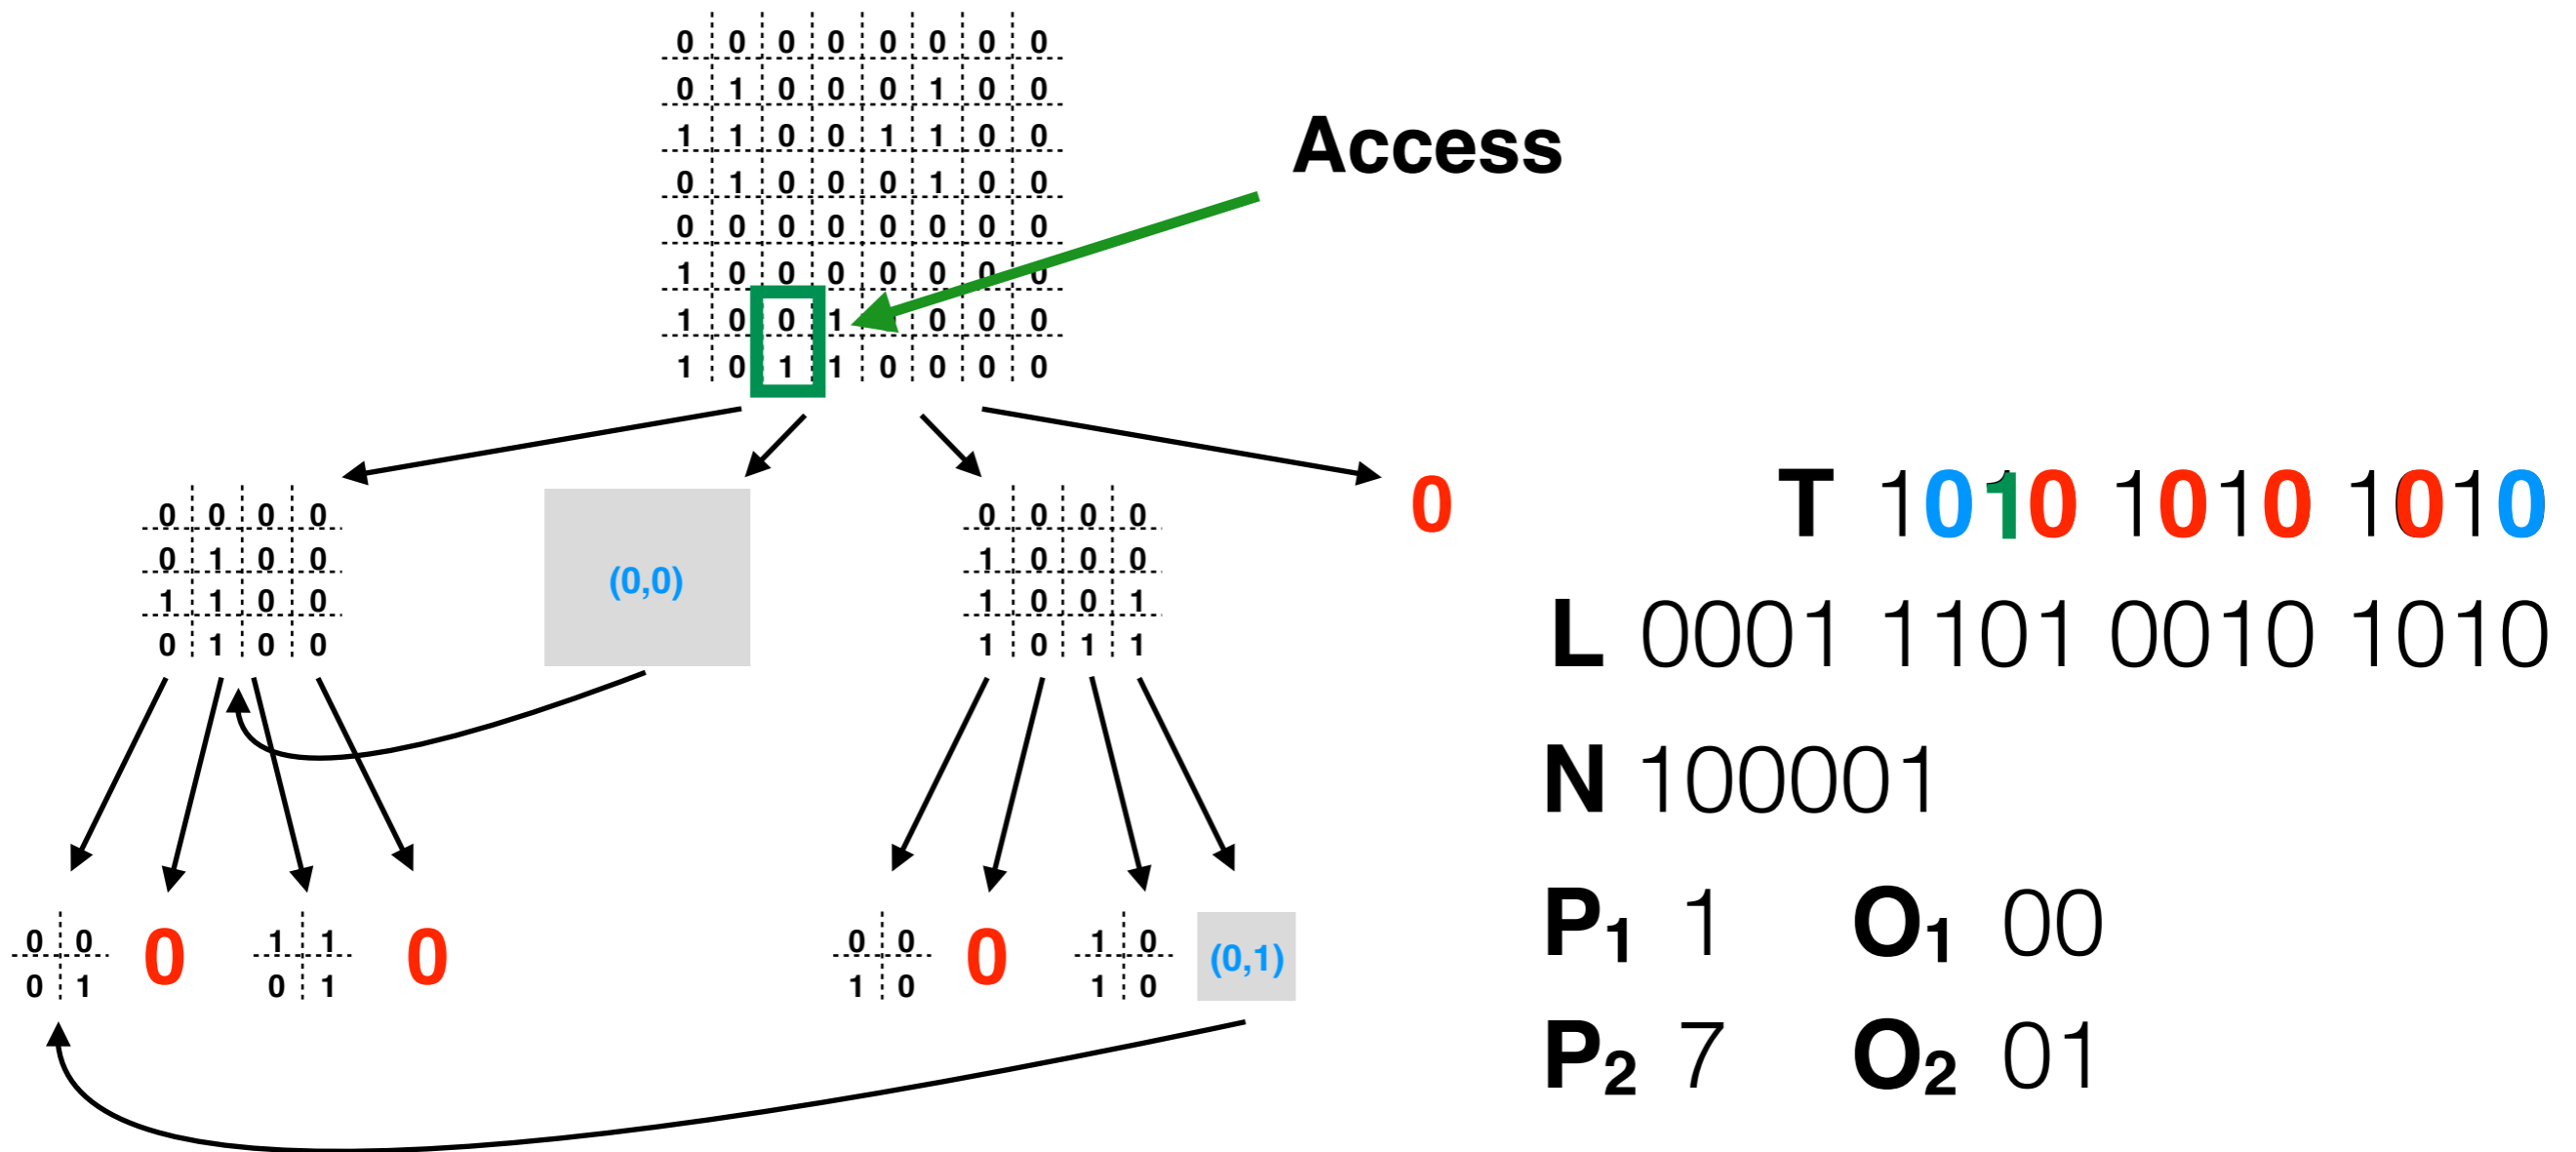 0 0 0 0 0 0 0 0
0 1 0 0 0 1 0 0
1 1 0 0 1 1 0 0
0 1 0 0 0 1 0 0
0 0 0 0 0 0 0 0
1 0 0 0 0 0 0 0
1 0 0 1 0 0 0
1 0 1 1 0 0 0 0
Access
0 0 0 0
0 1 0 0
1 1 0 0
0 1 0 0
(0,0)
0 0 0 0
1 0 0 0
1 0 0 1
1 0 1 1
0
0 0
0 1
0
1 1
0 1
0
0 0
1 0
0
1 0
1 0
(0,1)
T 1010 1010 1010
L 0001 1101 0010 1010
N 100001
P1 1 O1 00
P2 7 O2 01